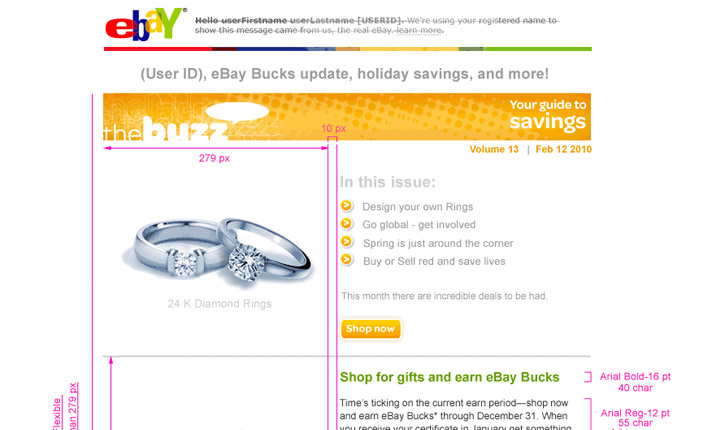 ebaY®
Hello userFirstname userLastname [USERID]. We're using your registered name to
show this message came from us, the real eBay. learn more.
(User ID), eBay Bucks update, holiday savings, and more!
the buzz
Your guide to
savings
10 px
279 px
Volume 13 | Feb 12 2010
In this issue:
Design your own Rings
Go global - get involved
Spring is just around the corner
Buy or Sell red and save lives
24 K Diamond Rings
This month there are incredible deals to be had.
Shop now
Shop for gifts and earn eBay Bucks
Arial Bold-16 pt
40 char
Time's ticking on the current earn period—shop now
and earn eBay Bucks* through December 31. When
you receive your certificate in January get something
Arial Reg-12 pt
55 char
Flexible
279 px